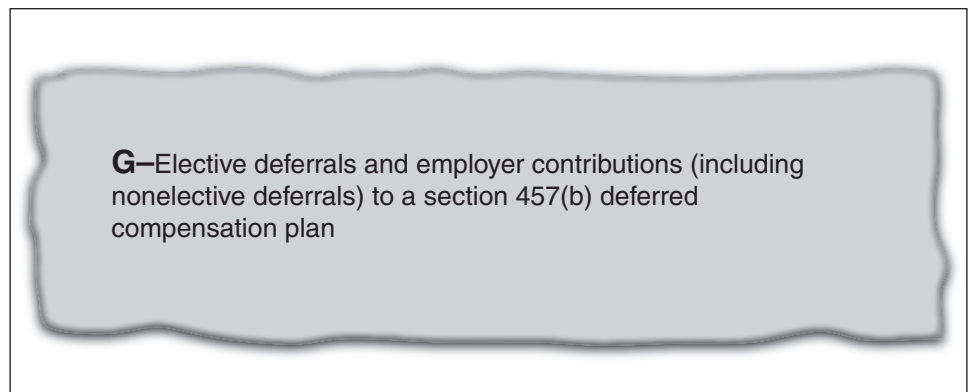 G–Elective deferrals and employer contributions (including
nonelective deferrals) to a section 457(b) deferred
compensation plan